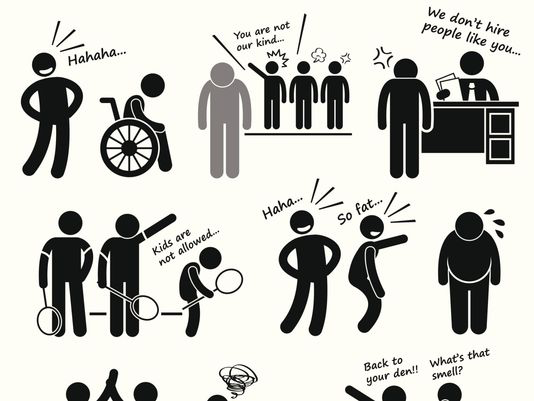 Hahaha...
You are not
our kind...
We don't hire
people like you...
Kids are
not allowed...
Haha...
So fat...
Back to
your den!!
What's that
smell?